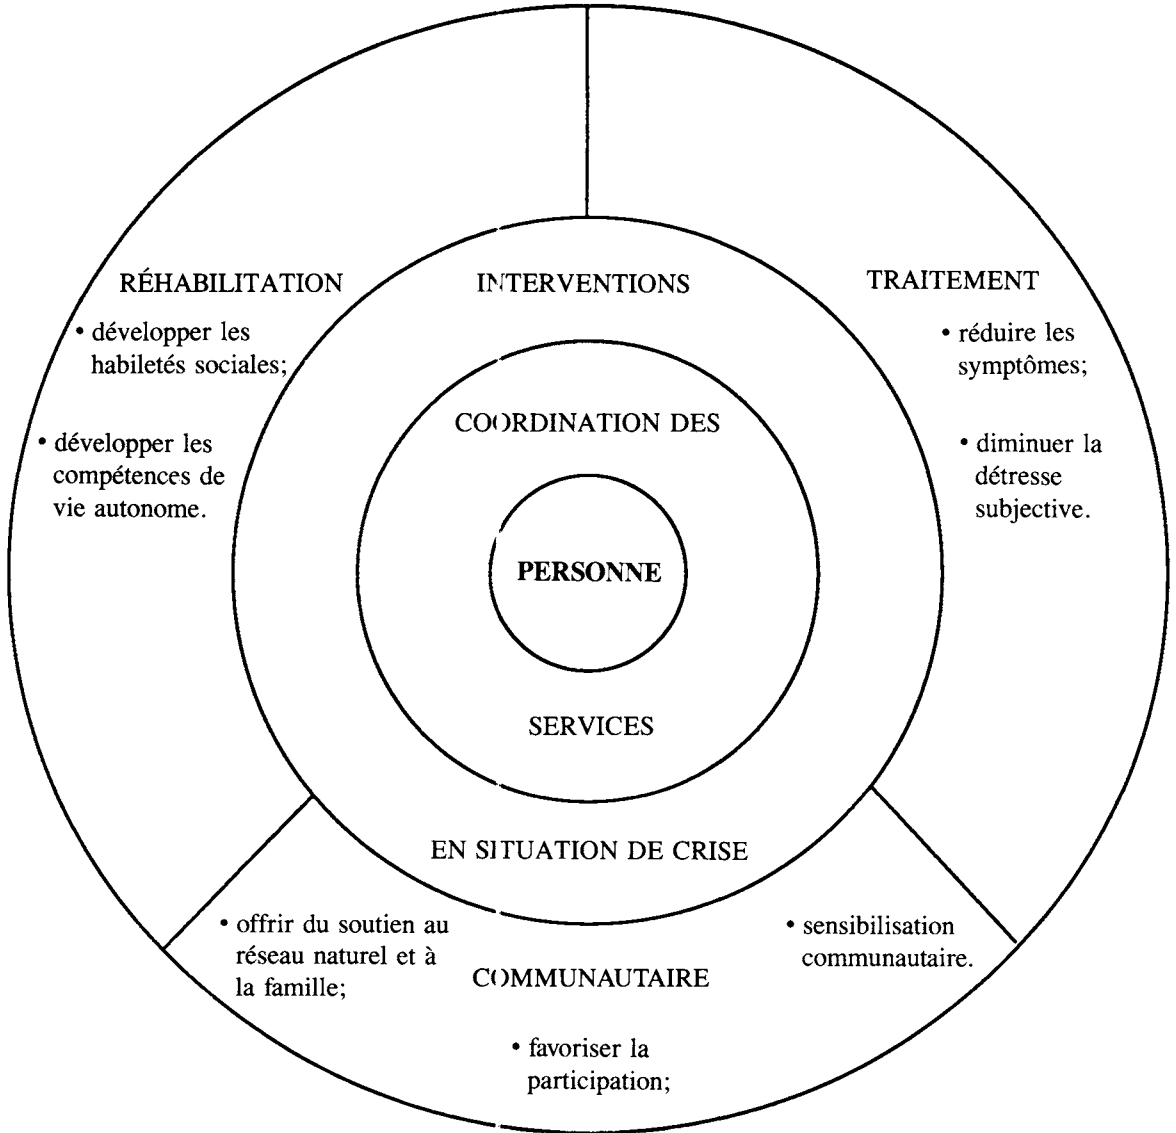 RÉHABILITATION
• développer les
habiletés sociales;
• développer les
compétences de
vie autonome.
INTERVENTIONS
COORDINATION DES
PERSONNE
SERVICES
EN SITUATION DE CRISE
TRAITEMENT
• réduire les
symptômes;
• diminuer la
détresse
subjective.
• offrir du soutien au
réseau naturel et à
la famille;
COMMUNAUTAIRE
• favoriser la
participation;
• sensibilisation
communautaire.